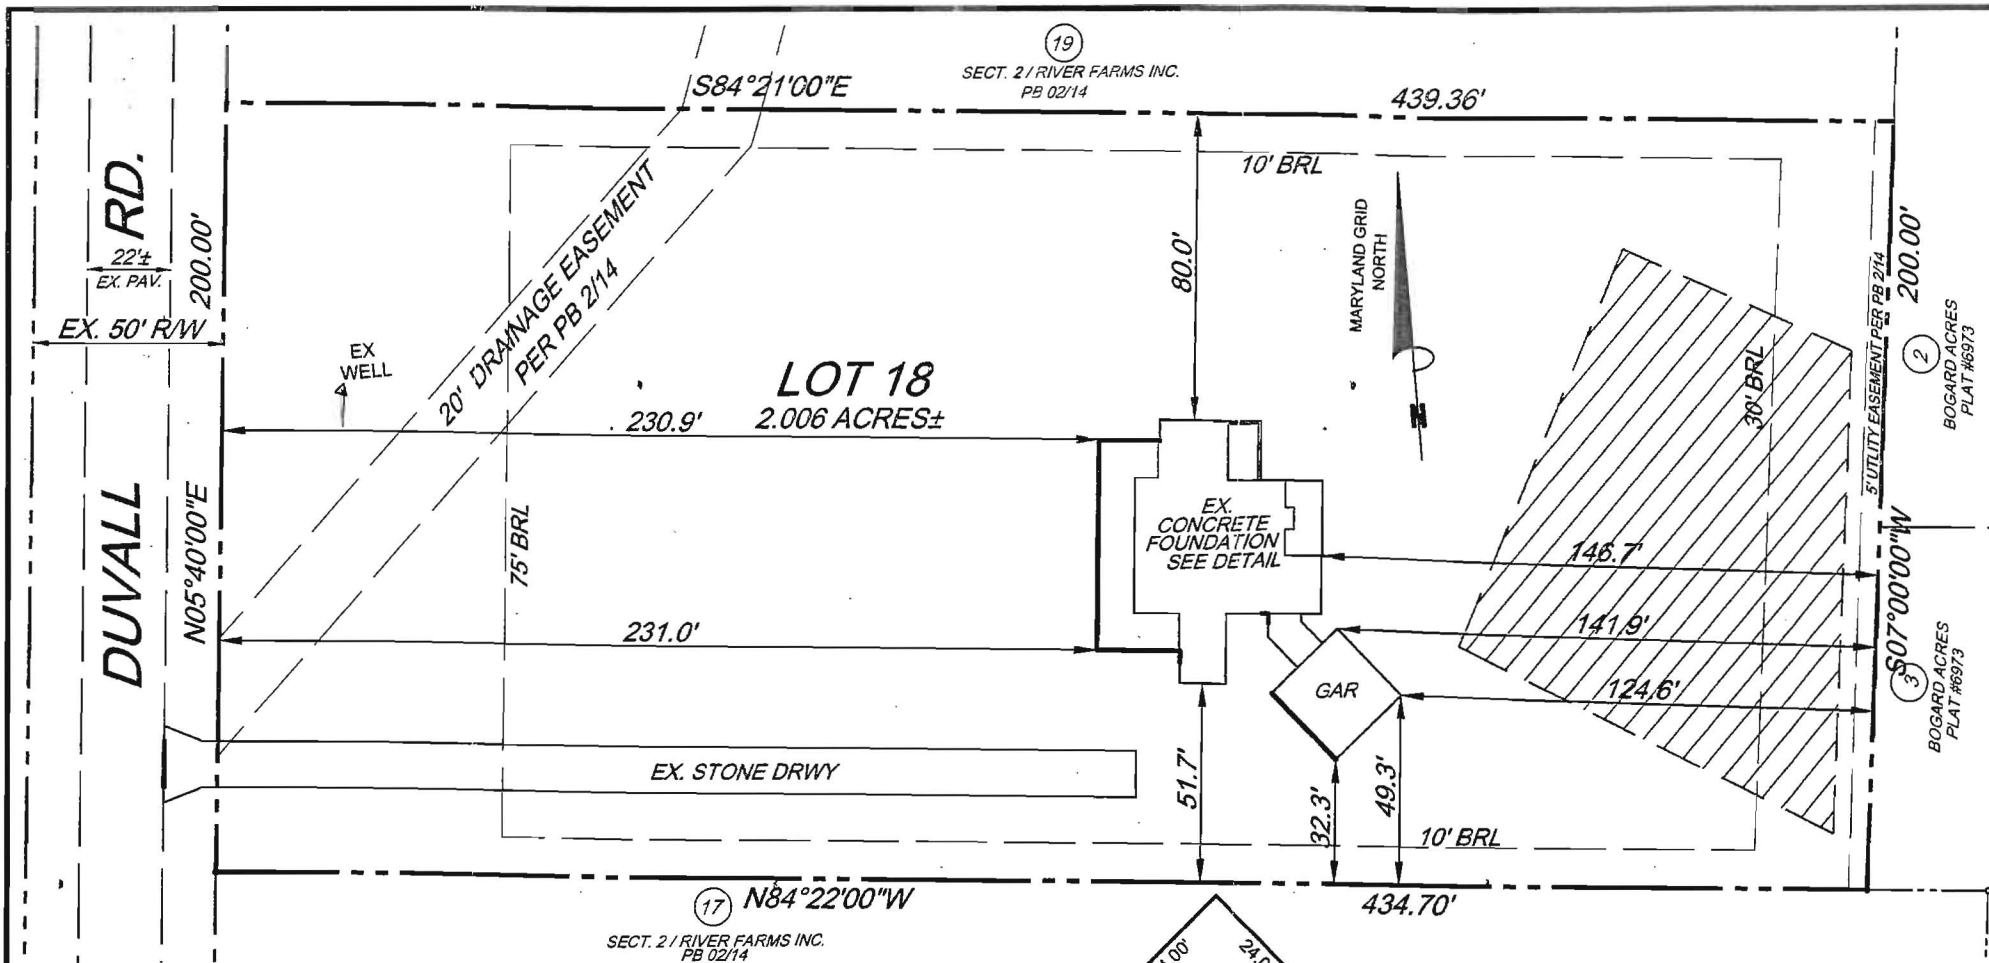 19
SECT. 2 / RIVER FARMS INC.
PB 02/14
S84°21'00"E
439.36'
10' BRL
DUVALL RD.
22'±
EX. PAV.
200.00'
EX. 50' R/W
N05°40'00"E
EX
WELL
20' DRAINAGE EASEMENT
PER PB 2/14
75' BRL
LOT 18
2.006 ACRES±
230.9'
231.0'
80.0'
MARYLAND GRID
NORTH
N
EX.
CONCRETE
FOUNDATION
SEE DETAIL
30' BRL
5' UTLITY EASEMENT PER PB 2/14
200.00'
2
BOGARD ACRES
PLAT #6973
146.7'
141.9'
124.6'
S07°00'00"W
3
BOGARD ACRES
PLAT #6973
GAR
EX. STONE DRWY
51.7'
32.3'
49.3'
10' BRL
17
N84°22'00"W
434.70'
SECT. 2 / RIVER FARMS INC.
PB 02/14